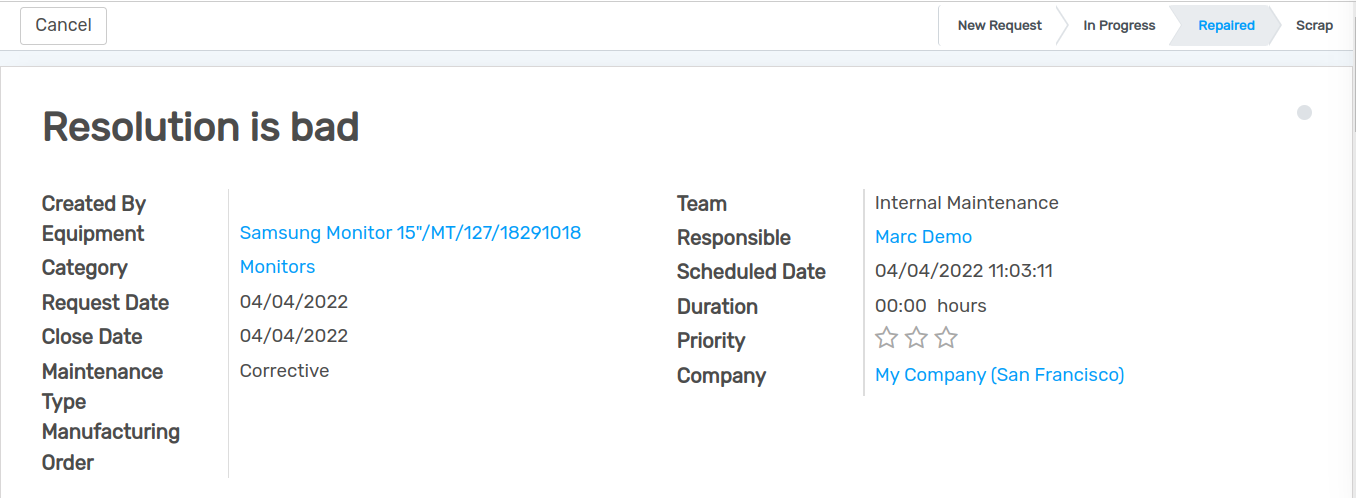 Cancel
New Request
In Progress
Repaired
Scrap
Resolution is bad
Created By
Equipment Samsung Monitor 15"/MT/127/18291018
Category Monitors
Request Date 04/04/2022
Close Date 04/04/2022
Maintenance Corrective
Type
Manufacturing
Order
Team Internal Maintenance
Responsible Marc Demo
Scheduled Date 04/04/2022 11:03:11
Duration 00:00 hours
Priority
Company My Company (San Francisco)